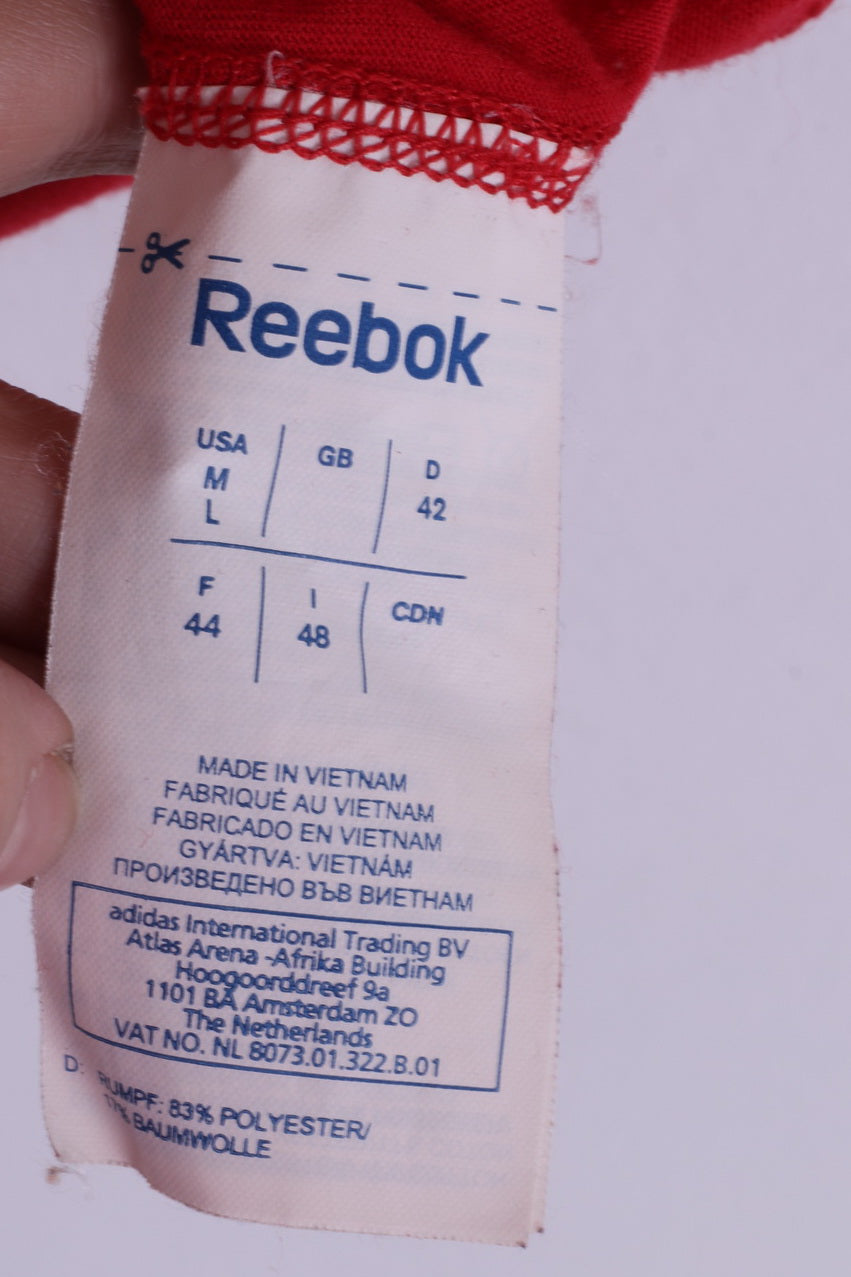 Reebok
USA GB D
M 42
L
F I CDN
44 48
MADE IN VIETNAM
FABRIQUÉ AU VIETNAM
FABRICADO EN VIETNAM
GYÁRTVA: VIETNÁM
ПРОИЗВЕДЕНО ВЪВ ВИЕТНАМ
adidas International Trading BV
Atlas Arena -Afrika Building
Hoogoorddreef 9a
1101 BA Amsterdam ZO
The Netherlands
VAT NO. NL 8073.01.322.B.01
D: RUMPF: 83% POLYESTER/
17% BAUMWOLLE